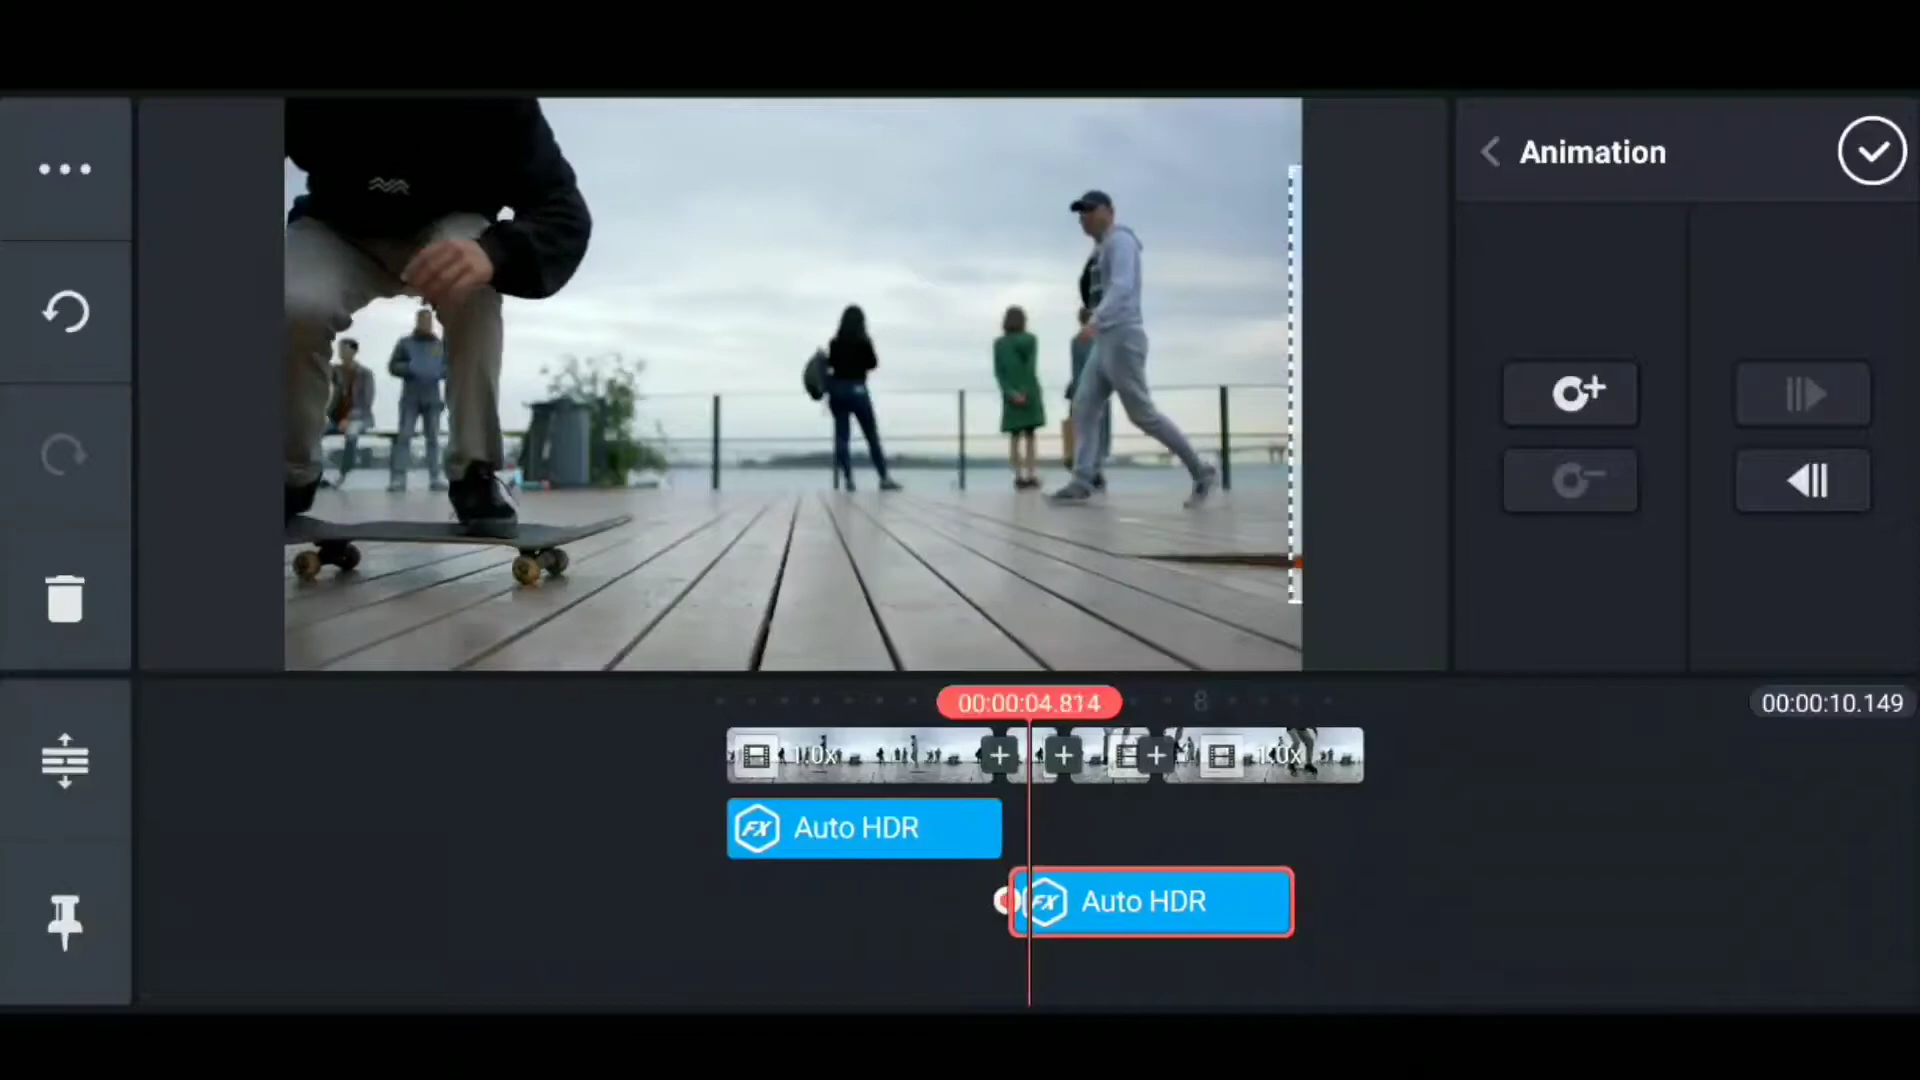 Animation
00:00:04.814
8
00:00:10.149
1.0x
1.0x
FX Auto HDR
FX Auto HDR